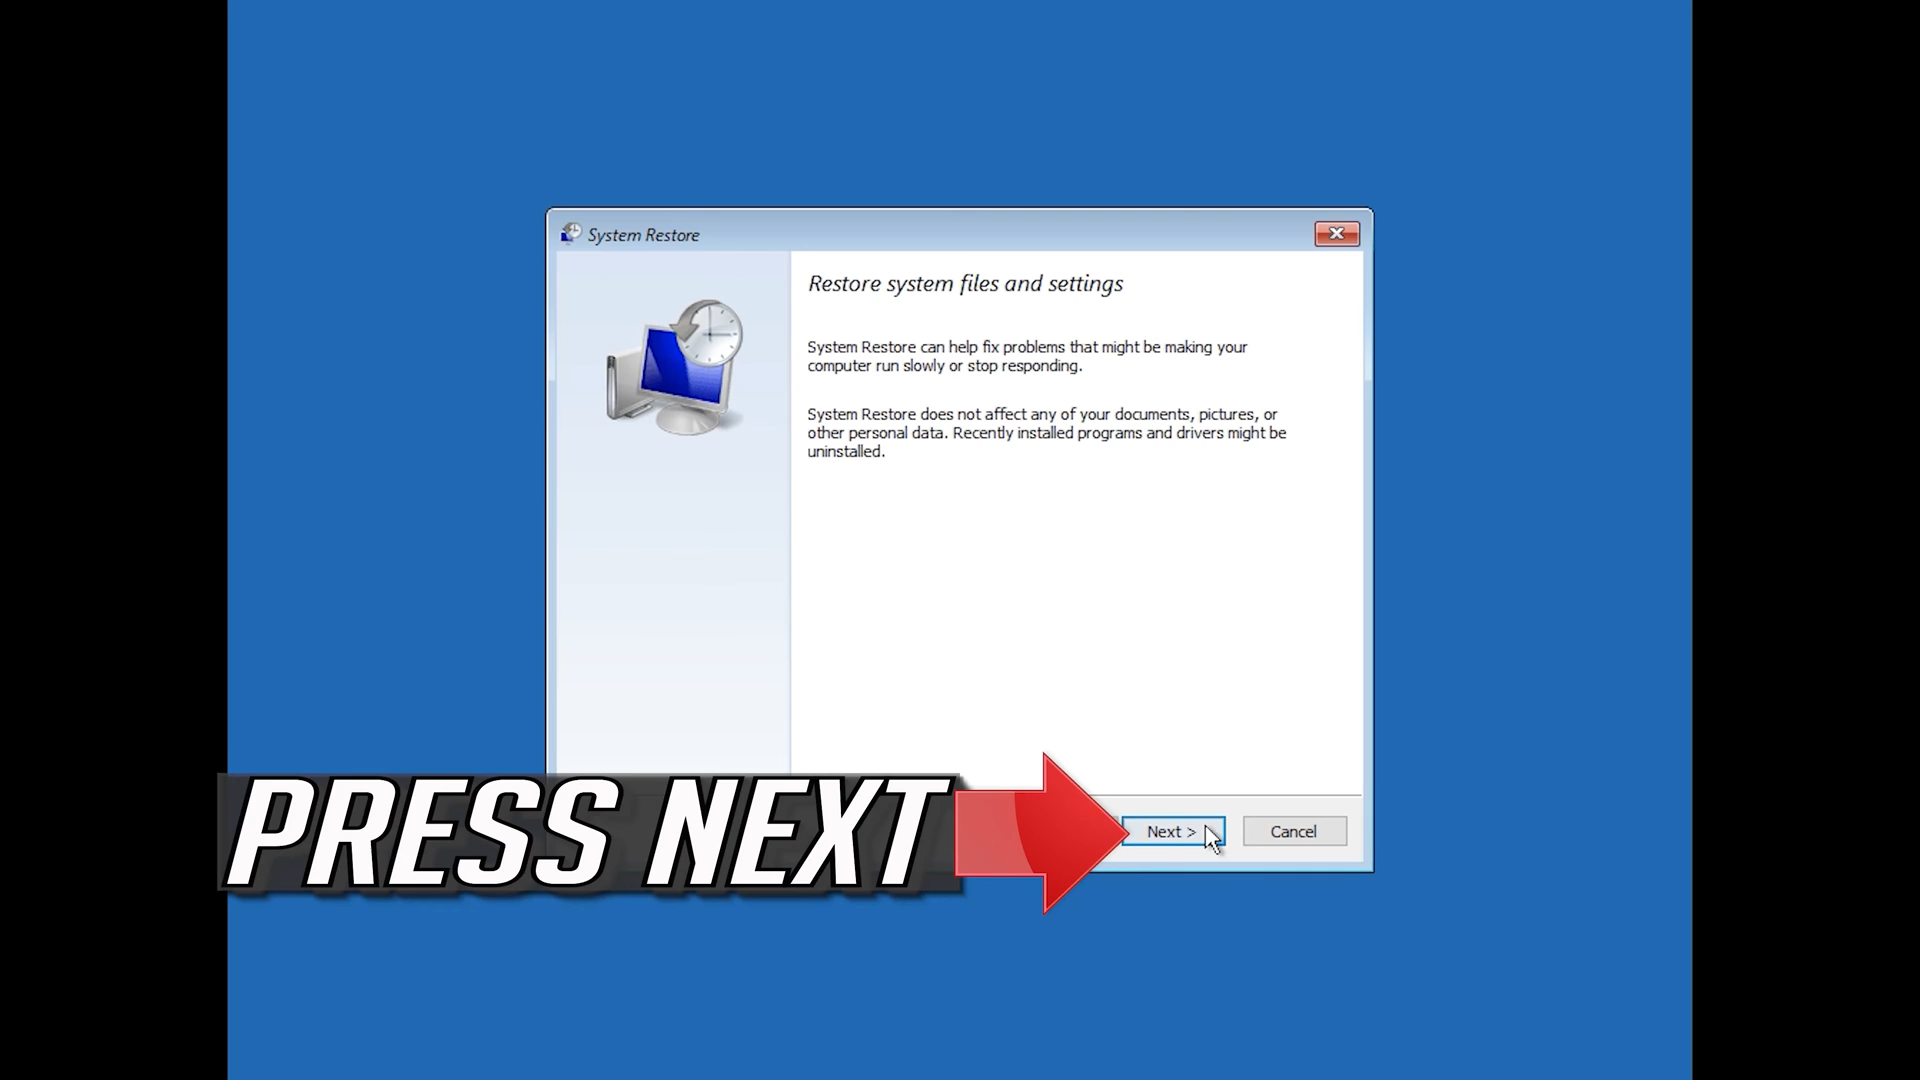 System Restore
Restore system files and settings
System Restore can help fix problems that might be making your
computer run slowly or stop responding.
System Restore does not affect any of your documents, pictures, or
other personal data. Recently installed programs and drivers might be
uninstalled.
PRESS NEXT
Next >
Cancel